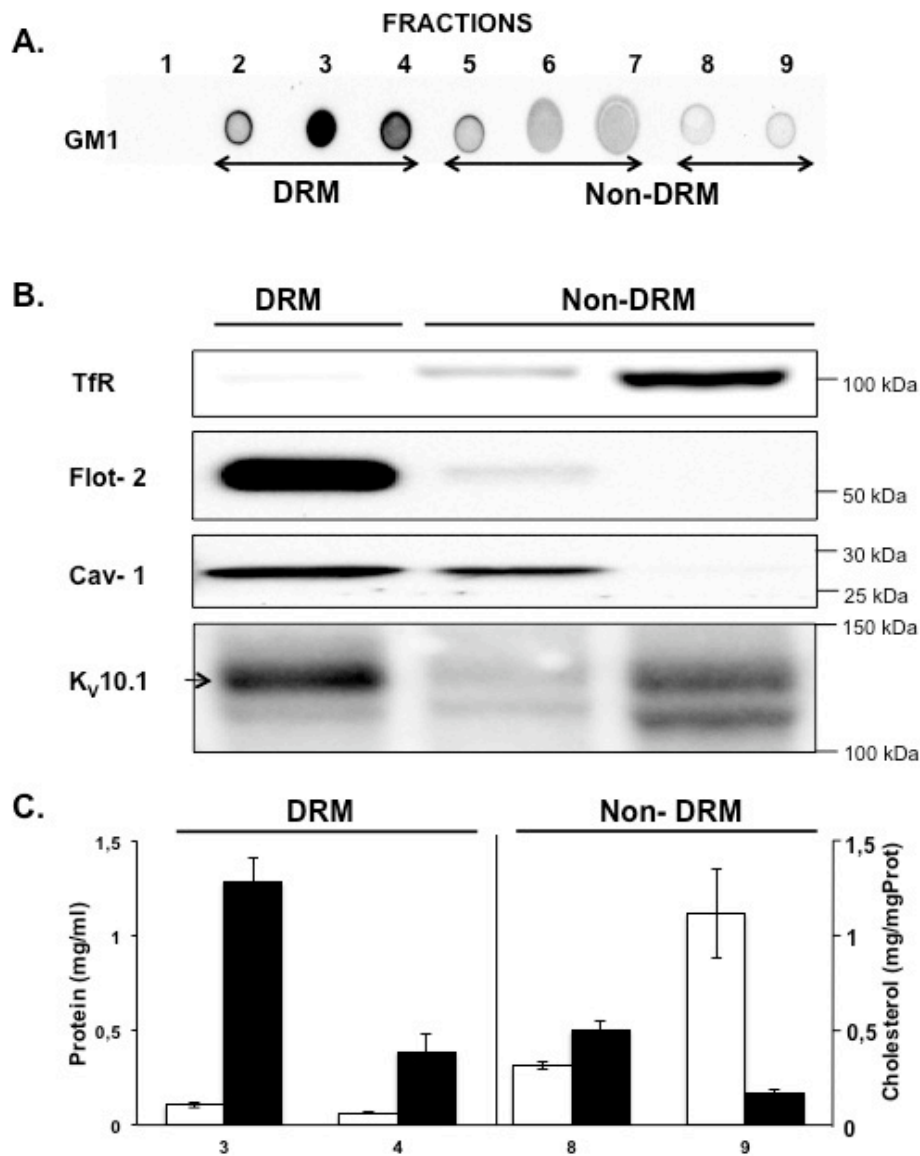 A.
FRACTIONS
1 2 3 4 5 6 7 8 9
GM1
DRM Non-DRM
B.
DRM Non-DRM
TfR
100 kDa
Flot- 2
50 kDa
Cav- 1
30 kDa
25 kDa
150 kDa
Kv10.1
100 kDa
C.
DRM Non- DRM
Protein (mg/ml)
1,5
1
0,5
0
1,5
1
0,5
0
Cholesterol (mg/mgProt)
3 4 8 9